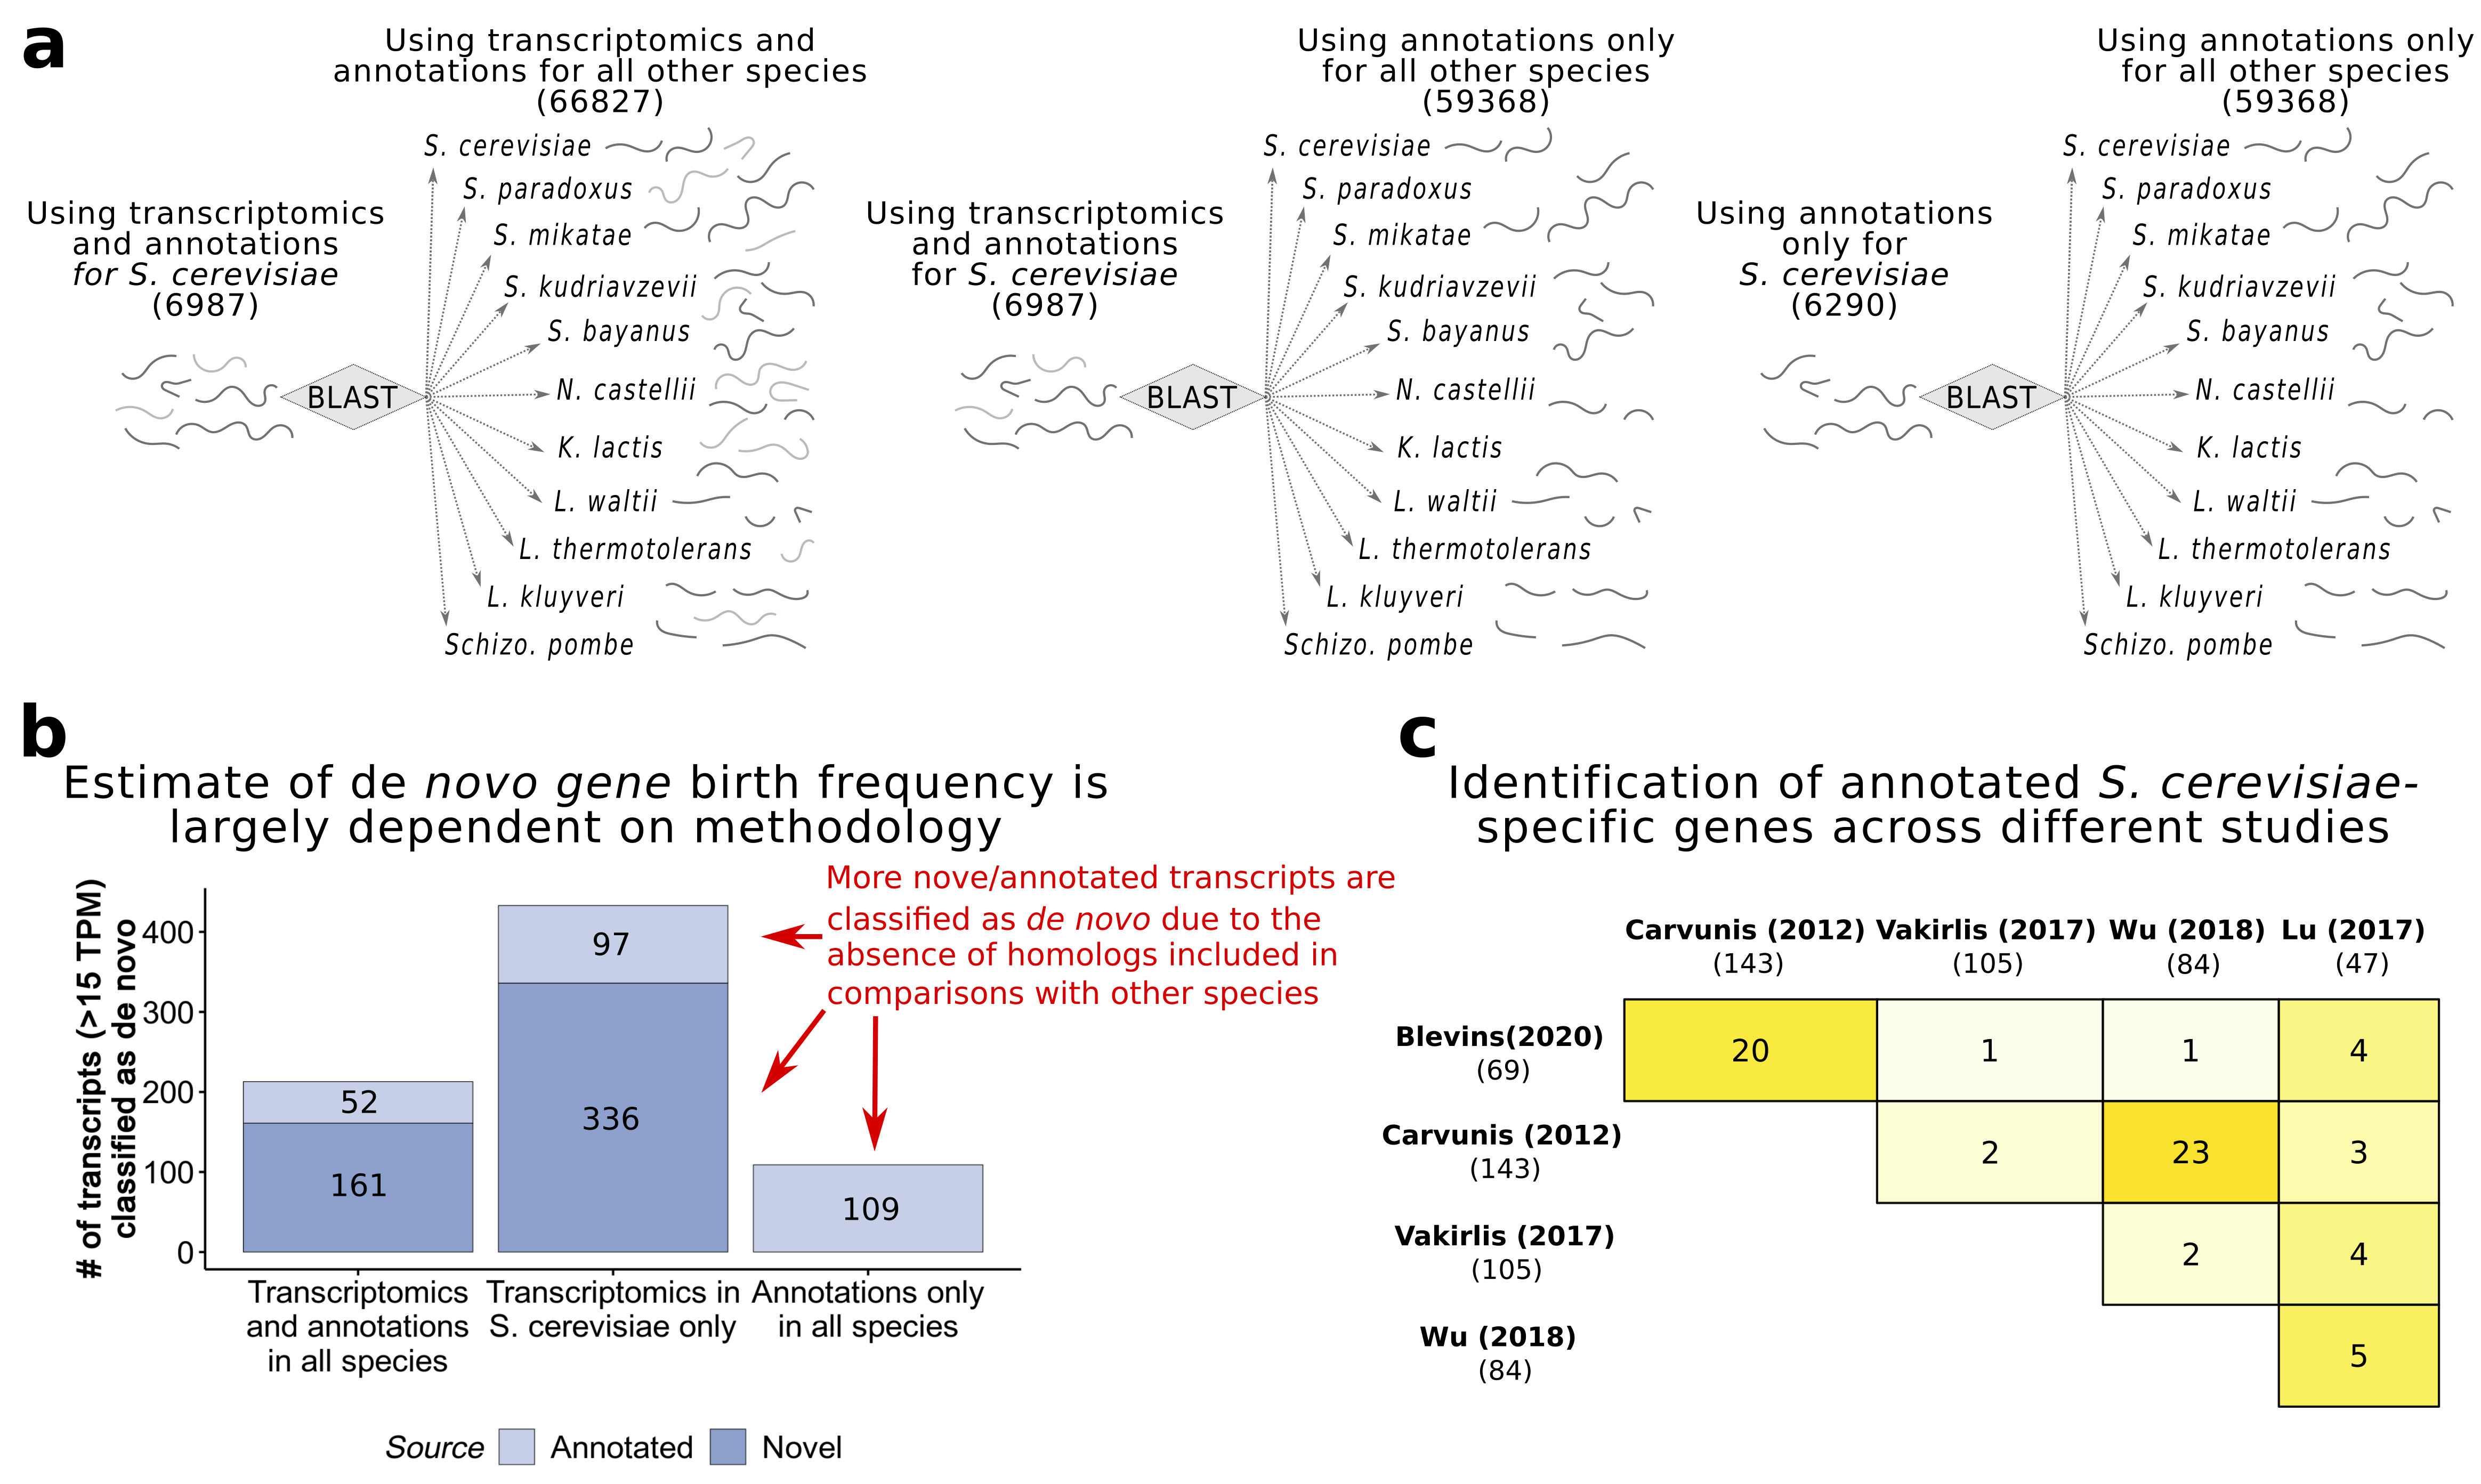 a
Using transcriptomics and
annotations for all other species
(66827)
Using transcriptomics
and annotations
for S. cerevisiae
(6987)
BLAST
S. cerevisiae
S. paradoxus
S. mikatae
S. kudriavzevii
S. bayanus
N. castellii
K. lactis
L. waltii
L. thermotolerans
L. kluyveri
Schizo. pombe
Using annotations only
for all other species
(59368)
Using transcriptomics
and annotations
for S. cerevisiae
(6987)
BLAST
S. cerevisiae
S. paradoxus
S. mikatae
S. kudriavzevii
S. bayanus
N. castellii
K. lactis
L. waltii
L. thermotolerans
L. kluyveri
Schizo. pombe
Using annotations only
for all other species
(59368)
Using annotations
only for
S. cerevisiae
(6290)
BLAST
S. cerevisiae
S. paradoxus
S. mikatae
S. kudriavzevii
S. bayanus
N. castellii
K. lactis
L. waltii
L. thermotolerans
L. kluyveri
Schizo. pombe
b
Estimate of de novo gene birth frequency is
largely dependent on methodology
# of transcripts (>15 TPM)
classified as de novo
400
300
200
100
0
52
161
97
336
109
More nove/annotated transcripts are
classified as de novo due to the
absence of homologs included in
comparisons with other species
Transcriptomics
and annotations
in all species
Transcriptomics in
S. cerevisiae only
Annotations only
in all species
Source Annotated Novel
c
Identification of annotated S. cerevisiae-
specific genes across different studies
Carvunis (2012) Vakirlis (2017) Wu (2018) Lu (2017)
(143) (105) (84) (47)
Blevins(2020)
(69)
20 1 1 4
Carvunis (2012)
(143)
2 23 3
Vakirlis (2017)
(105)
2 4
Wu (2018)
(84)
5